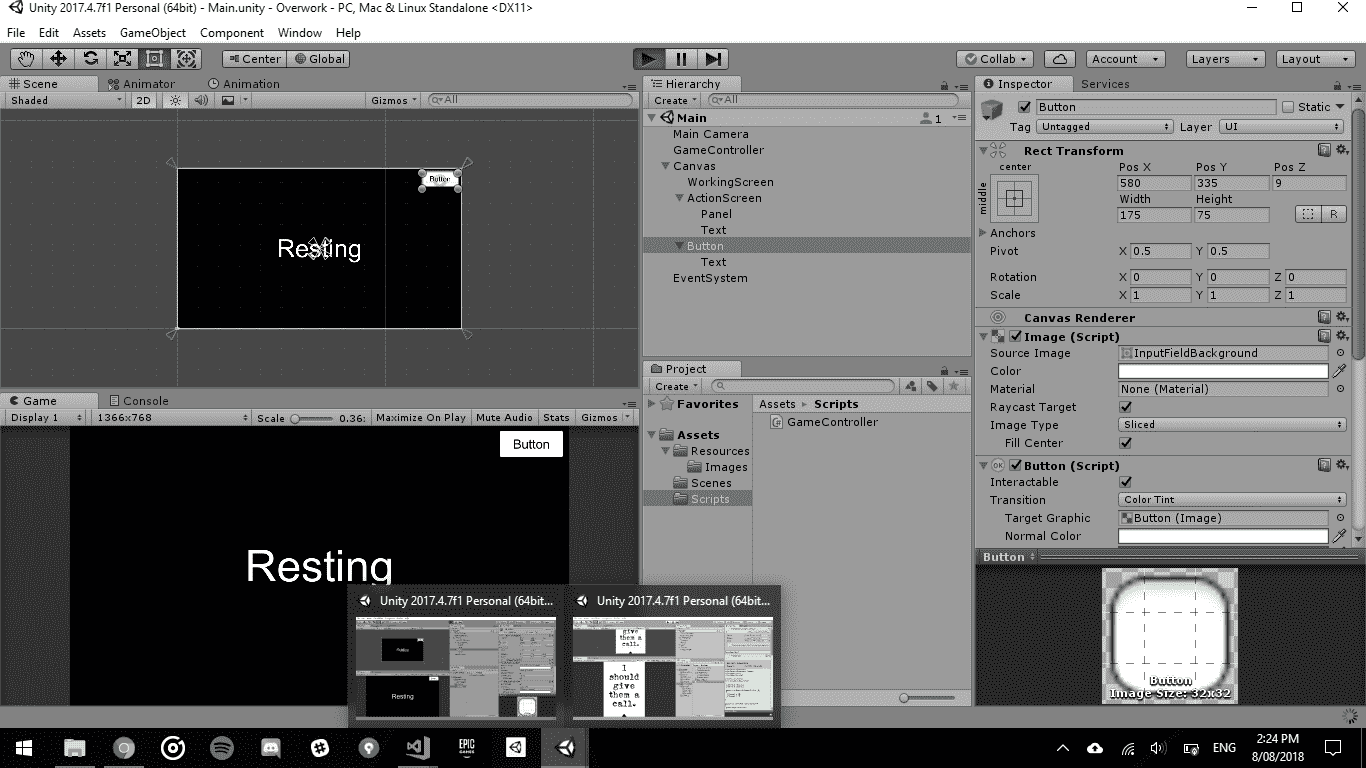 Unity 2017.4.7f1 Personal (64bit) - Main.unity - Overwork - PC, Mac & Linux Standalone <DX11>
File Edit Assets GameObject Component Window Help
Center Global
Collab Account Layers Layout
Scene Animator Animation
Shaded 2D Gizmos All
Button
Resting
Game Console
Display 1 1366x768 Scale 0.36: Maximize On Play Mute Audio Stats Gizmos
Button
Resting
Hierarchy
Create All
Main 1
Main Camera
GameController
Canvas
WorkingScreen
ActionScreen
Panel
Text
Button
Text
EventSystem
Project
Create
Favorites
Assets
Resources
Images
Scenes
Scripts
Assets Scripts
GameController
Inspector Services
Button Static
Tag Untagged Layer UI
Rect Transform
center
middle
Pos X Pos Y Pos Z
580 335 9
Width Height
175 75
R
Anchors
Pivot X 0.5 Y 0.5
Rotation X 0 Y 0 Z 0
Scale X 1 Y 1 Z 1
Canvas Renderer
Image (Script)
Source Image InputFieldBackground
Color
Material None (Material)
Raycast Target
Image Type Sliced
Fill Center
OK Button (Script)
Interactable
Transition Color Tint
Target Graphic Button (Image)
Normal Color
Button
Button
Image Size: 32x32
Unity 2017.4.7f1 Personal (64bit...
Resting
Unity 2017.4.7f1 Personal (64bit...
give
them a
call.
I
should
give
them a
call.
EPIC
GAMES
ENG
2:24 PM
8/08/2018